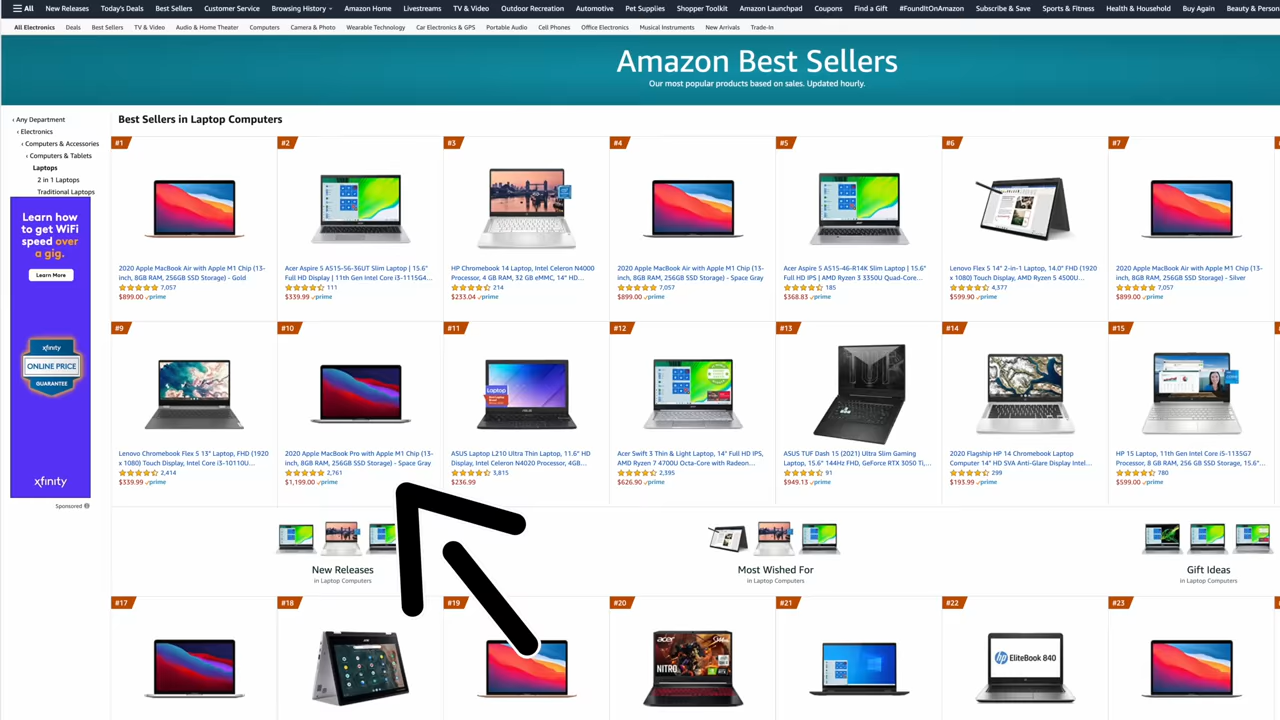 All New Releases Today's Deals Best Sellers Customer Service Browsing History Amazon Home Livestreams TV & Video Outdoor Recreation Automotive Pet Supplies Shopper Toolkit Amazon Launchpad Coupons Find a Gift #FoundItOnAmazon Subscribe & Save Sports & Fitness Health & Household Buy Again Beauty & Person
All Electronics Deals Best Sellers TV & Video Audio & Home Theater Computers Camera & Photo Wearable Technology Car Electronics & GPS Portable Audio Cell Phones Office Electronics Musical Instruments New Arrivals Trade-In
Amazon Best Sellers
Our most popular products based on sales. Updated hourly.
‹ Any Department
‹ Electronics
‹ Computers & Accessories
‹ Computers & Tablets
Laptops
2 in 1 Laptops
Traditional Laptops
Learn how
to get WiFi
speed over
a gig.
Learn More
xfinity
ONLINE PRICE
GUARANTEE
xfinity
Sponsored
Best Sellers in Laptop Computers
#1
2020 Apple MacBook Air with Apple M1 Chip (13-
inch, 8GB RAM, 256GB SSD Storage) - Gold
7,057
$899.00 prime
#2
Acer Aspire 5 A515-56-36UT Slim Laptop | 15.6"
Full HD Display | 11th Gen Intel Core i3-1115G4...
111
$339.99 prime
#3
HP Chromebook 14 Laptop, Intel Celeron N4000
Processor, 4 GB RAM, 32 GB eMMC, 14" HD...
214
$233.04 prime
#4
2020 Apple MacBook Air with Apple M1 Chip (13-
inch, 8GB RAM, 256GB SSD Storage) - Space Gray
7,057
$899.00 prime
#5
Acer Aspire 5 A515-46-R14K Slim Laptop | 15.6"
Full HD IPS | AMD Ryzen 3 3350U Quad-Core...
185
$368.83 prime
#6
Lenovo Flex 5 14" 2-in-1 Laptop, 14.0" FHD (1920
x 1080) Touch Display, AMD Ryzen 5 4500U...
4,377
$599.90 prime
#7
2020 Apple MacBook Air with Apple M1 Chip (13-
inch, 8GB RAM, 256GB SSD Storage) - Silver
7,057
$899.00 prime
#9
Lenovo Chromebook Flex 5 13" Laptop, FHD (1920
x 1080) Touch Display, Intel Core i3-10110U...
2,414
$339.99 prime
#10
2020 Apple MacBook Pro with Apple M1 Chip (13-
inch, 8GB RAM, 256GB SSD Storage) - Space Gray
2,761
$1,199.00 prime
#11
Laptop
ASUS Laptop L210 Ultra Thin Laptop, 11.6" HD
Display, Intel Celeron N4020 Processor, 4GB...
3,815
$236.99
#12
Acer Swift 3 Thin & Light Laptop, 14" Full HD IPS,
AMD Ryzen 7 4700U Octa-Core with Radeon...
2,395
$626.90 prime
#13
ASUS TUF Dash 15 (2021) Ultra Slim Gaming
Laptop, 15.6" 144Hz FHD, GeForce RTX 3050 Ti,...
91
$949.13 prime
#14
2020 Flagship HP 14 Chromebook Laptop
Computer 14" HD SVA Anti-Glare Display Intel...
299
$193.99 prime
#15
HP 15 Laptop, 11th Gen Intel Core i5-1135G7
Processor, 8 GB RAM, 256 GB SSD Storage, 15.6"...
780
$599.00 prime
New Releases
in Laptop Computers
Most Wished For
in Laptop Computers
Gift Ideas
in Laptop Computers
#17
#18
#19
#20
acer
NITRO
#21
#22
EliteBook 840
#23